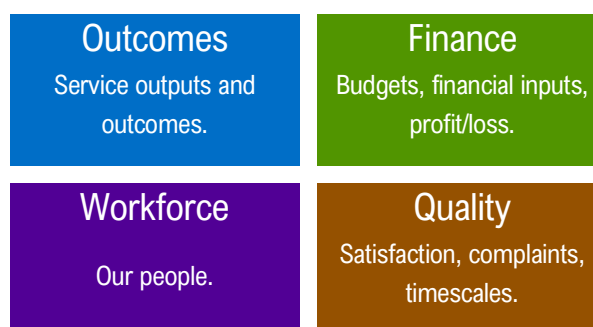 Outcomes
Service outputs and
outcomes.
Finance
Budgets, financial inputs,
profit/loss.
Workforce
Our people.
Quality
Satisfaction, complaints,
timescales.